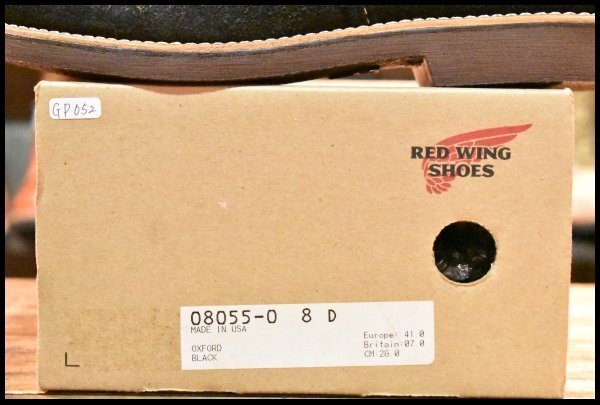 GP052
RED WING
SHOES
08055-0 8 D
MADE IN USA
OXFORD
BLACK
Europe: 41.0
Britain:07.0
CM:26.0